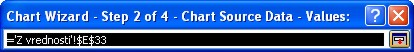 Chart Wizard - Step 2 of 4 - Chart Source Data - Values:
='Z vrednosti'!$E$33